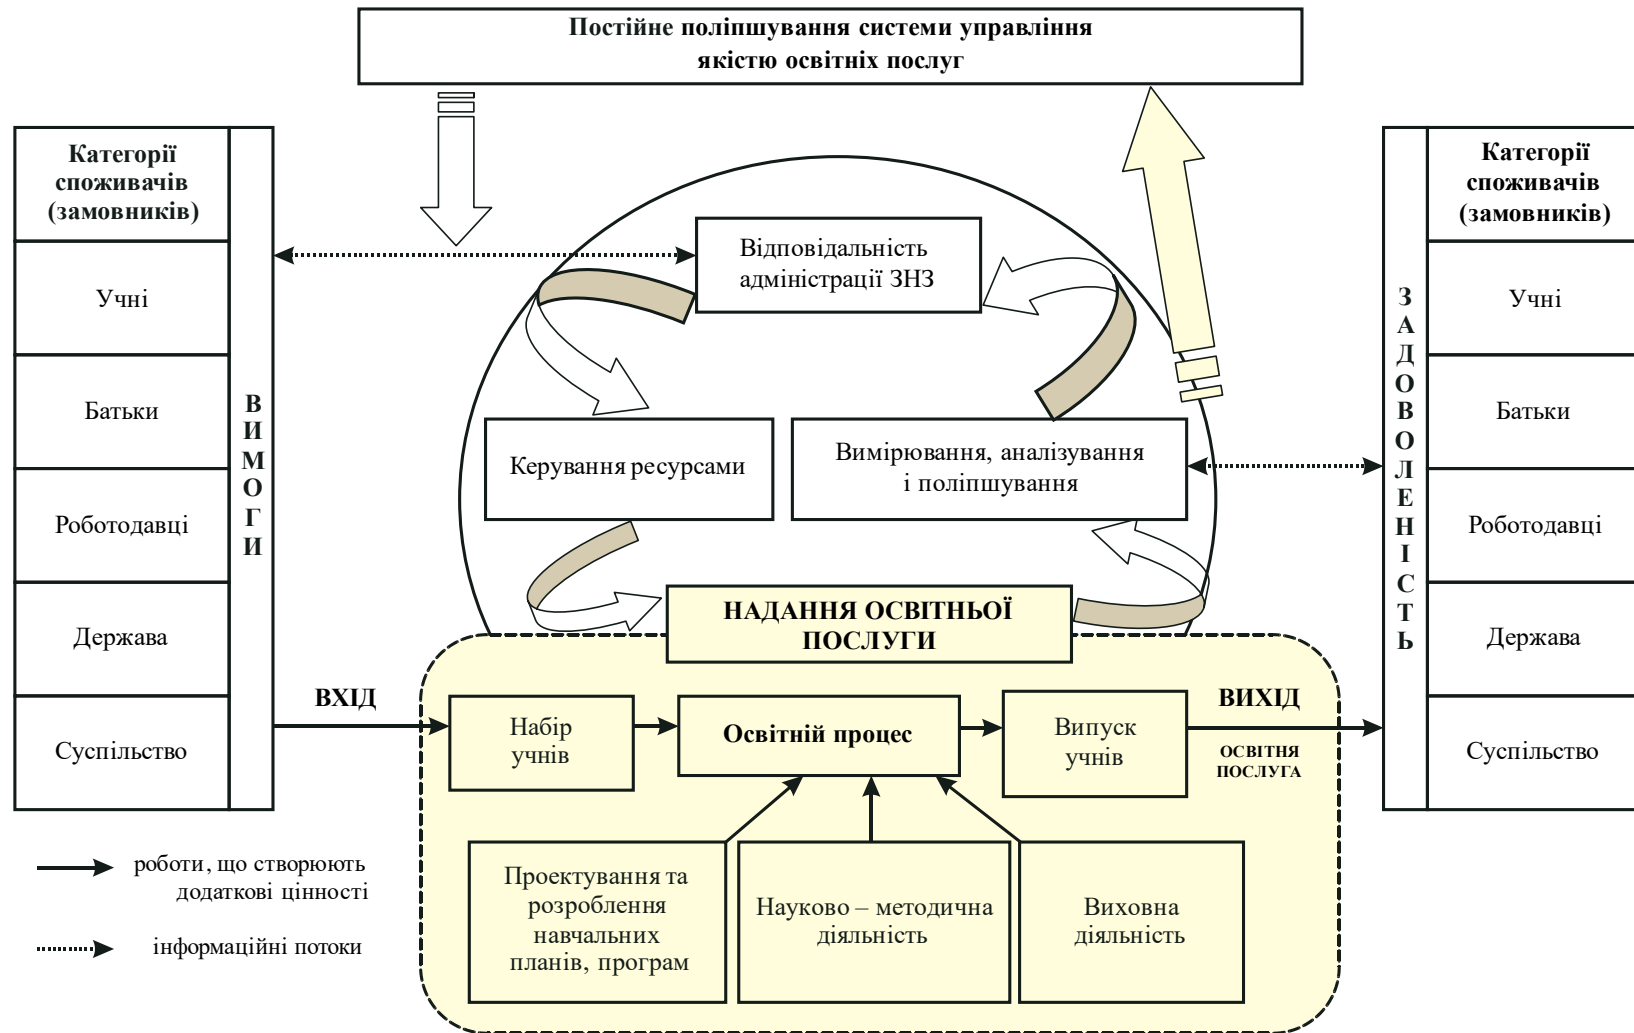 Постійне поліпшування системи управління
якістю освітніх послуг
Категорії
споживачів
(замовників)
Учні
Батьки
Роботодавці
Держава
Суспільство
ВИМОГИ
Відповідальність
адміністрації ЗНЗ
Керування ресурсами
Вимірювання, аналізування
і поліпшування
НАДАННЯ ОСВІТНЬОЇ
ПОСЛУГИ
ВХІД
Набір
учнів
Освітній процес
Випуск
учнів
ВИХІД
ОСВІТНЯ
ПОСЛУГА
Проектування та
розроблення
навчальних
планів, програм
Науково – методична
діяльність
Виховна
діяльність
ЗАДОВОЛЕНІСТЬ
Категорії
споживачів
(замовників)
Учні
Батьки
Роботодавці
Держава
Суспільство
роботи, що створюють
додаткові цінності
інформаційні потоки